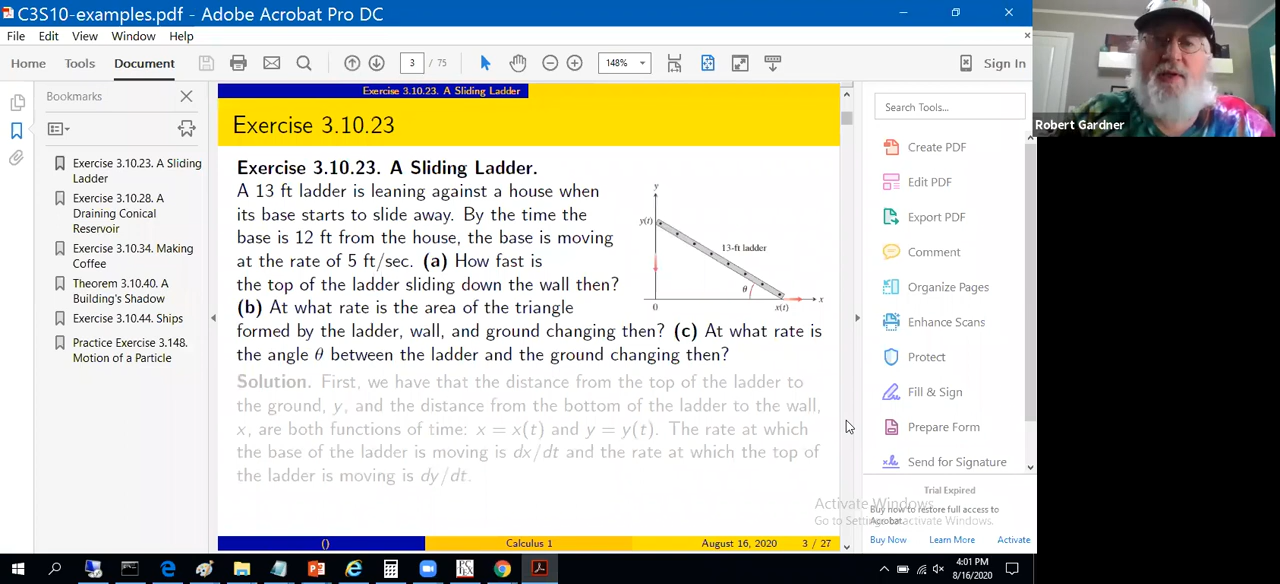 C3S10-examples.pdf - Adobe Acrobat Pro DC
File Edit View Window Help
Home Tools Document 3 / 75 148% Sign In
Bookmarks
Exercise 3.10.23. A Sliding
Ladder
Exercise 3.10.28. A
Draining Conical
Reservoir
Exercise 3.10.34. Making
Coffee
Theorem 3.10.40. A
Building's Shadow
Exercise 3.10.44. Ships
Practice Exercise 3.148.
Motion of a Particle
Exercise 3.10.23. A Sliding Ladder
Exercise 3.10.23
Exercise 3.10.23. A Sliding Ladder.
A 13 ft ladder is leaning against a house when
its base starts to slide away. By the time the
base is 12 ft from the house, the base is moving
at the rate of 5 ft/sec. (a) How fast is
the top of the ladder sliding down the wall then?
(b) At what rate is the area of the triangle
formed by the ladder, wall, and ground changing then? (c) At what rate is
the angle θ between the ladder and the ground changing then?
y
y(t)
13-ft ladder
θ
0
x(t)
x
Solution. First, we have that the distance from the top of the ladder to
the ground, y, and the distance from the bottom of the ladder to the wall,
x, are both functions of time: x = x(t) and y = y(t). The rate at which
the base of the ladder is moving is dx/dt and the rate at which the top of
the ladder is moving is dy/dt.
() Calculus 1 August 16, 2020 3 / 27
Search Tools...
Create PDF
Edit PDF
Export PDF
Comment
Organize Pages
Enhance Scans
Protect
Fill & Sign
Prepare Form
Send for Signature
Trial Expired
Buy now to restore full access to
Acrobat.
Buy Now Learn More Activate
Activate Windows
Go to Settings to activate Windows.
Robert Gardner
4:01 PM
8/16/2020